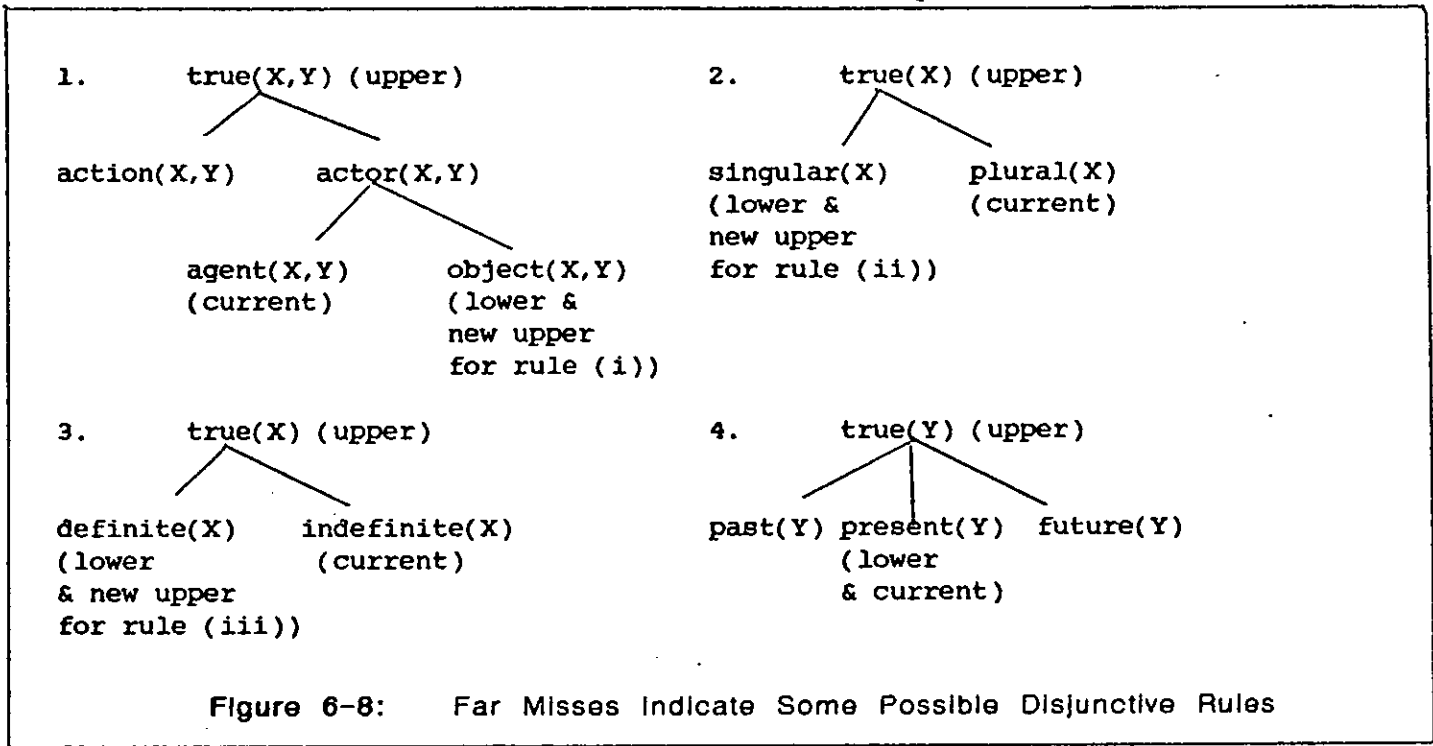 1. true(X,Y) (upper)
action(X,Y) actor(X,Y)
agent(X,Y) object(X,Y)
(current) (lower &
new upper
for rule (i))
2. true(X) (upper)
singular(X) plural(X)
(lower & (current)
new upper
for rule (ii))
3. true(X) (upper)
definite(X) indefinite(X)
(lower (current)
& new upper
for rule (iii))
4. true(Y) (upper)
past(Y) present(Y) future(Y)
(lower
& current)
Figure 6-8: Far Misses Indicate Some Possible Disjunctive Rules